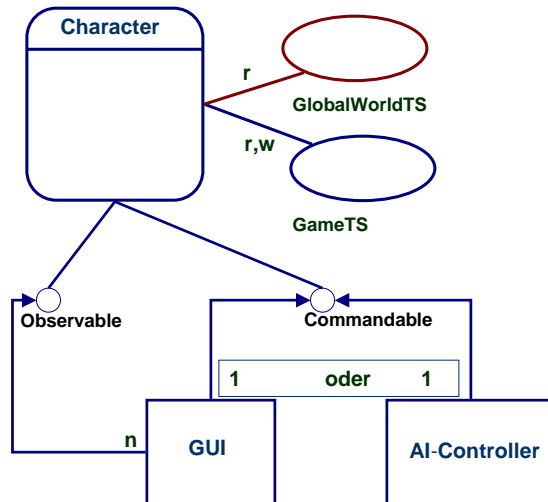 Character
r
GlobalWorldTS
r,w
GameTS
Observable
Commandable
1 oder 1
n
GUI
AI-Controller